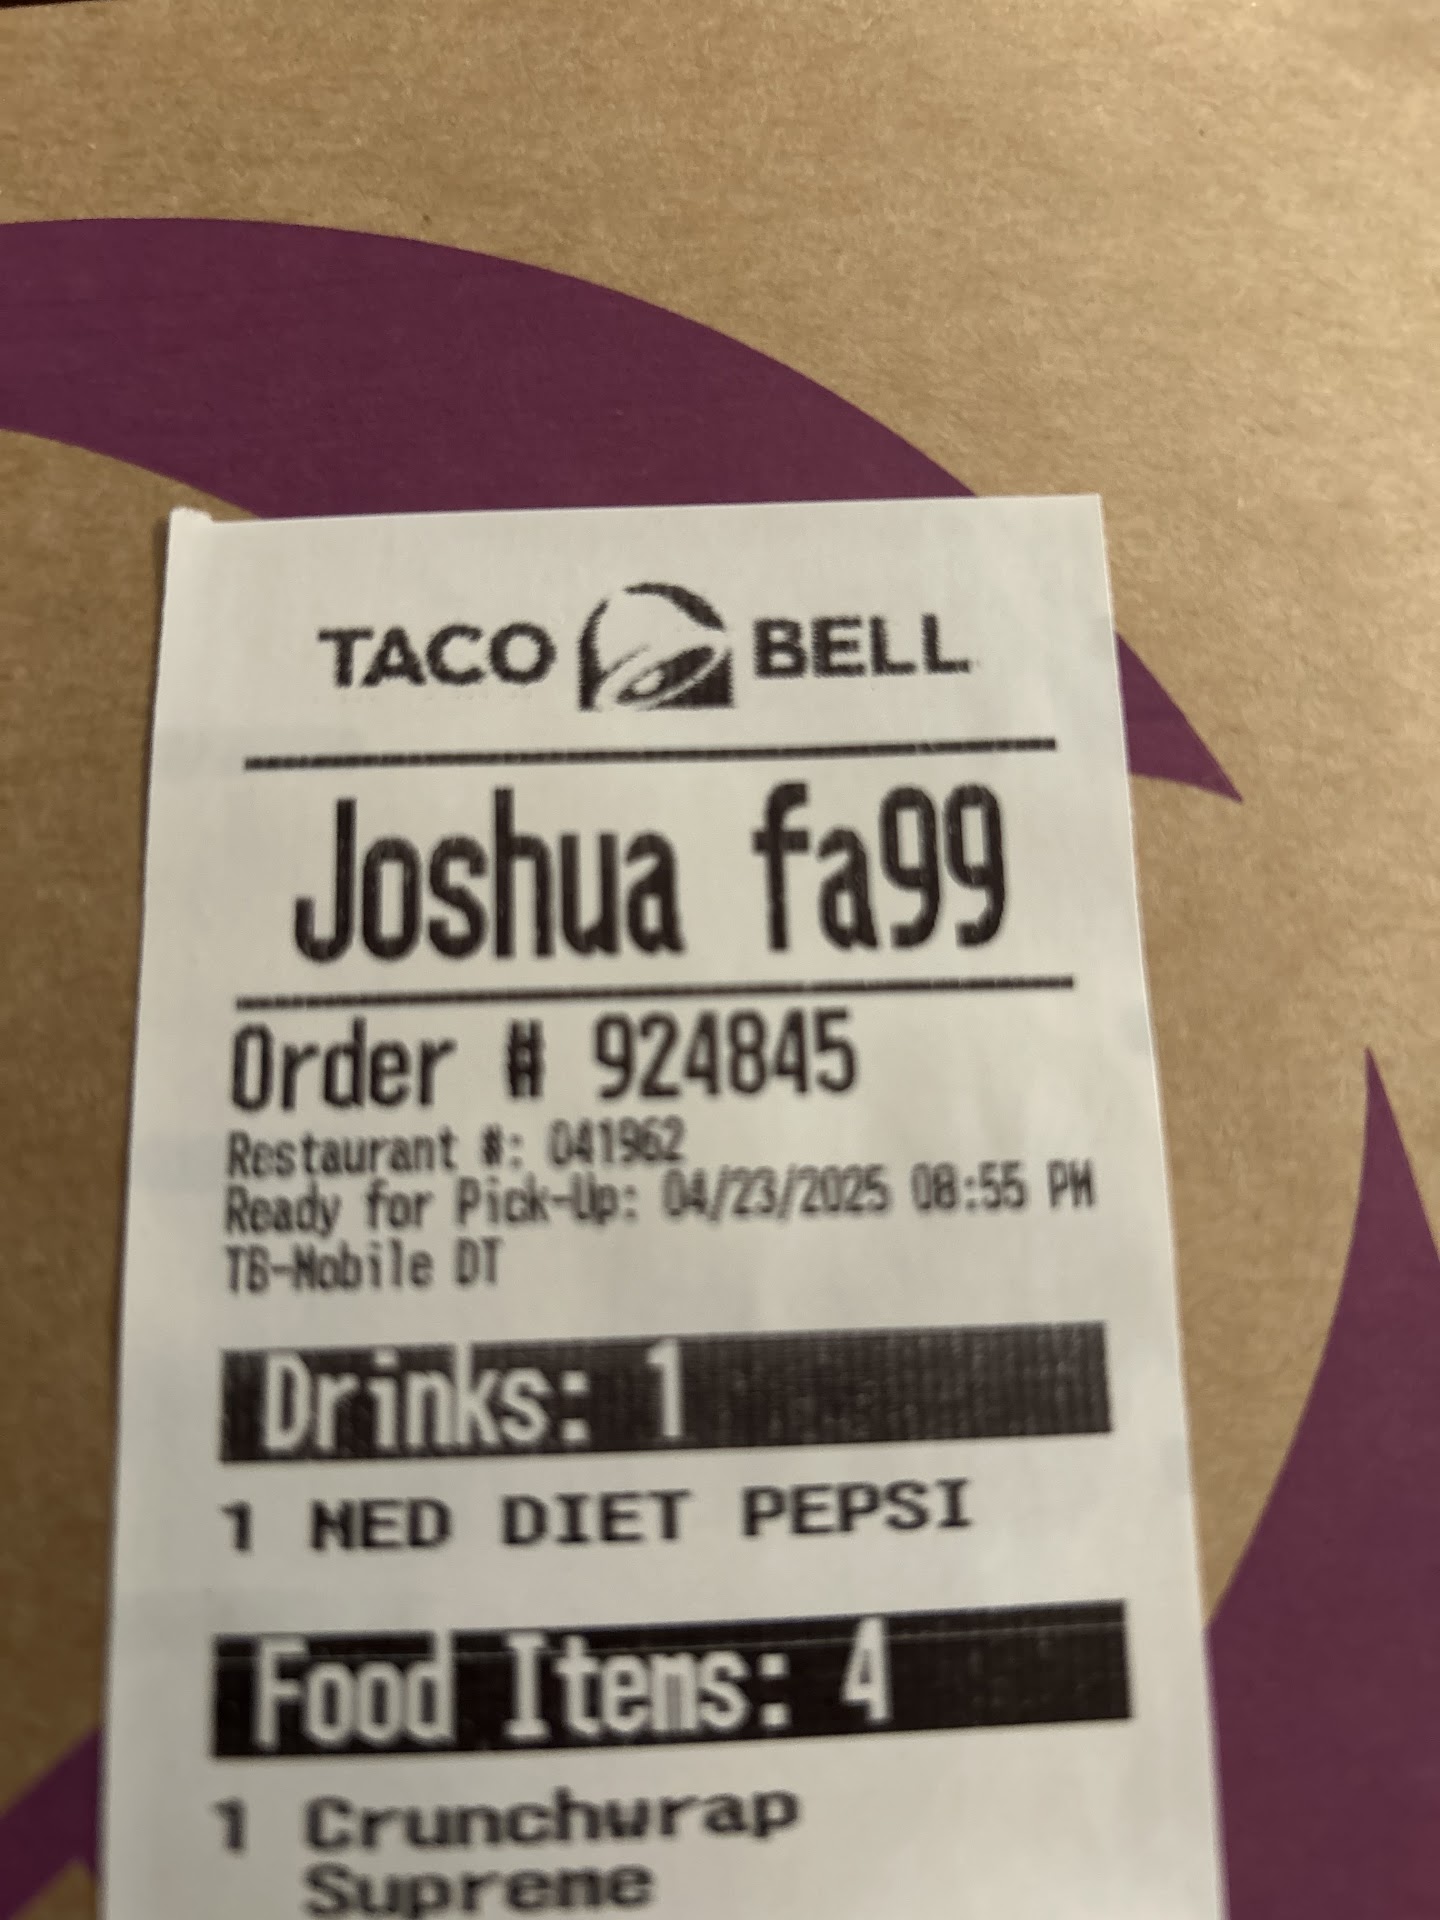 TACO BELL
Joshua fa99
Order # 924845
Restaurant #: 041962
Ready for Pick-Up: 04/23/2025 08:55 PM
TB-Mobile DT
Drinks: 1
1 MED DIET PEPSI
Food Items: 4
1 Crunchwrap
Supreme